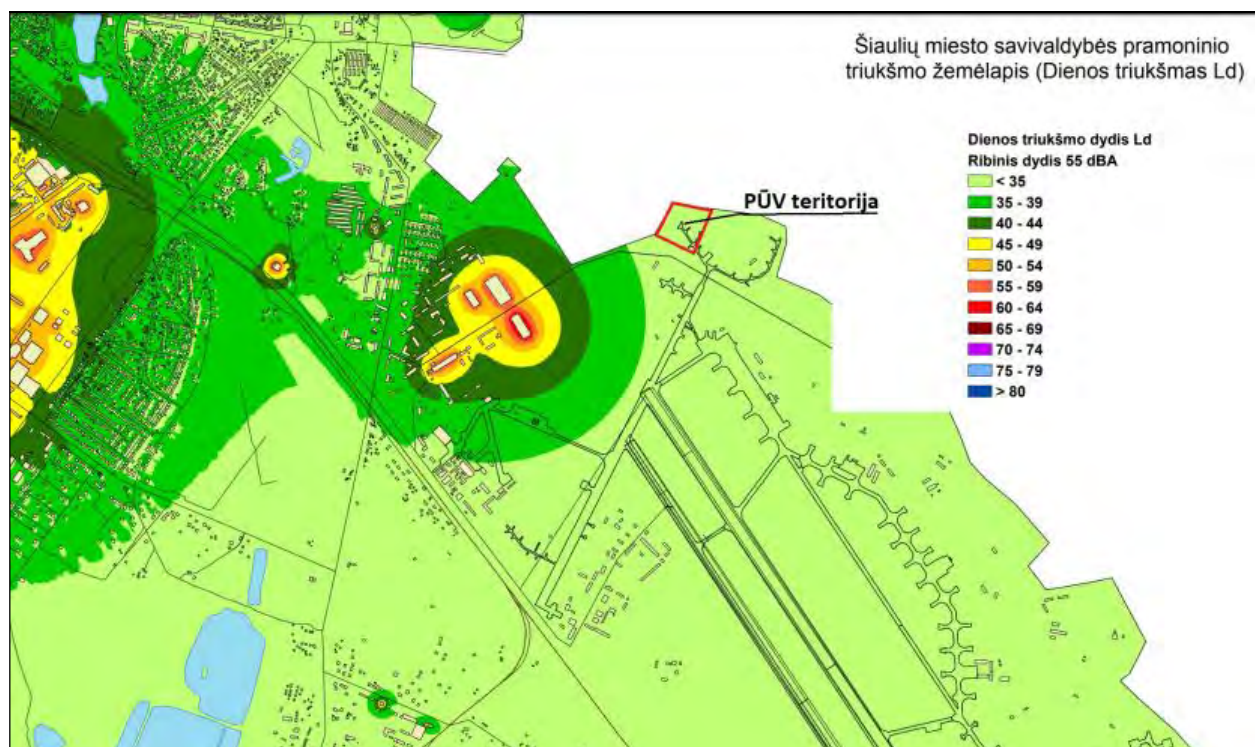 Šiaulių miesto savivaldybės pramoninio
triukšmo žemėlapis (Dienos triukšmas Ld)
Dienos triukšmo dydis Ld
Ribinis dydis 55 dBA
< 35
35 - 39
40 - 44
45 - 49
50 - 54
55 - 59
60 - 64
65 - 69
70 - 74
75 - 79
> 80
PŪV teritorija